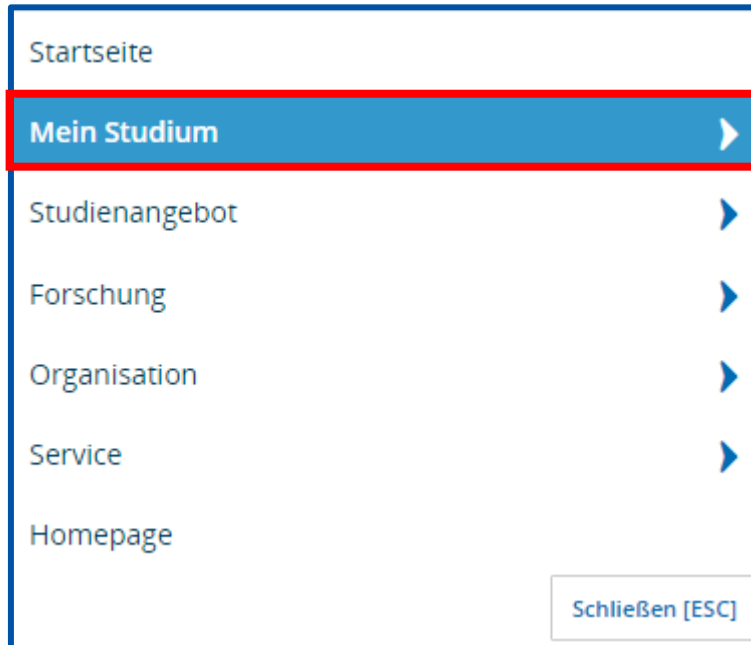 Startseite
Mein Studium
Studienangebot
Forschung
Organisation
Service
Homepage
Schließen [ESC]